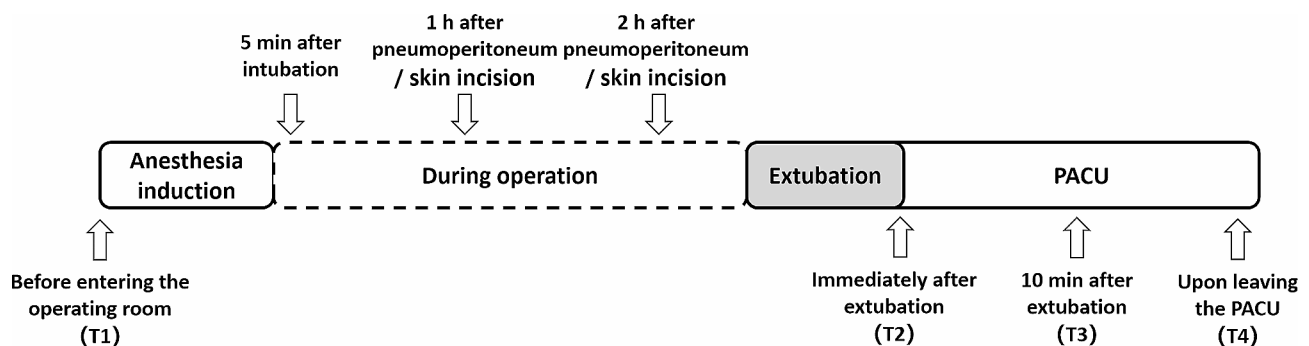 5 min after
intubation
1 h after
pneumoperitoneum
/ skin incision
2 h after
pneumoperitoneum
/ skin incision
Anesthesia
induction
During operation
Extubation
PACU
Before entering the
operating room
(T1)
Immediately after
extubation
(T2)
10 min after
extubation
(T3)
Upon leaving
the PACU
(T4)